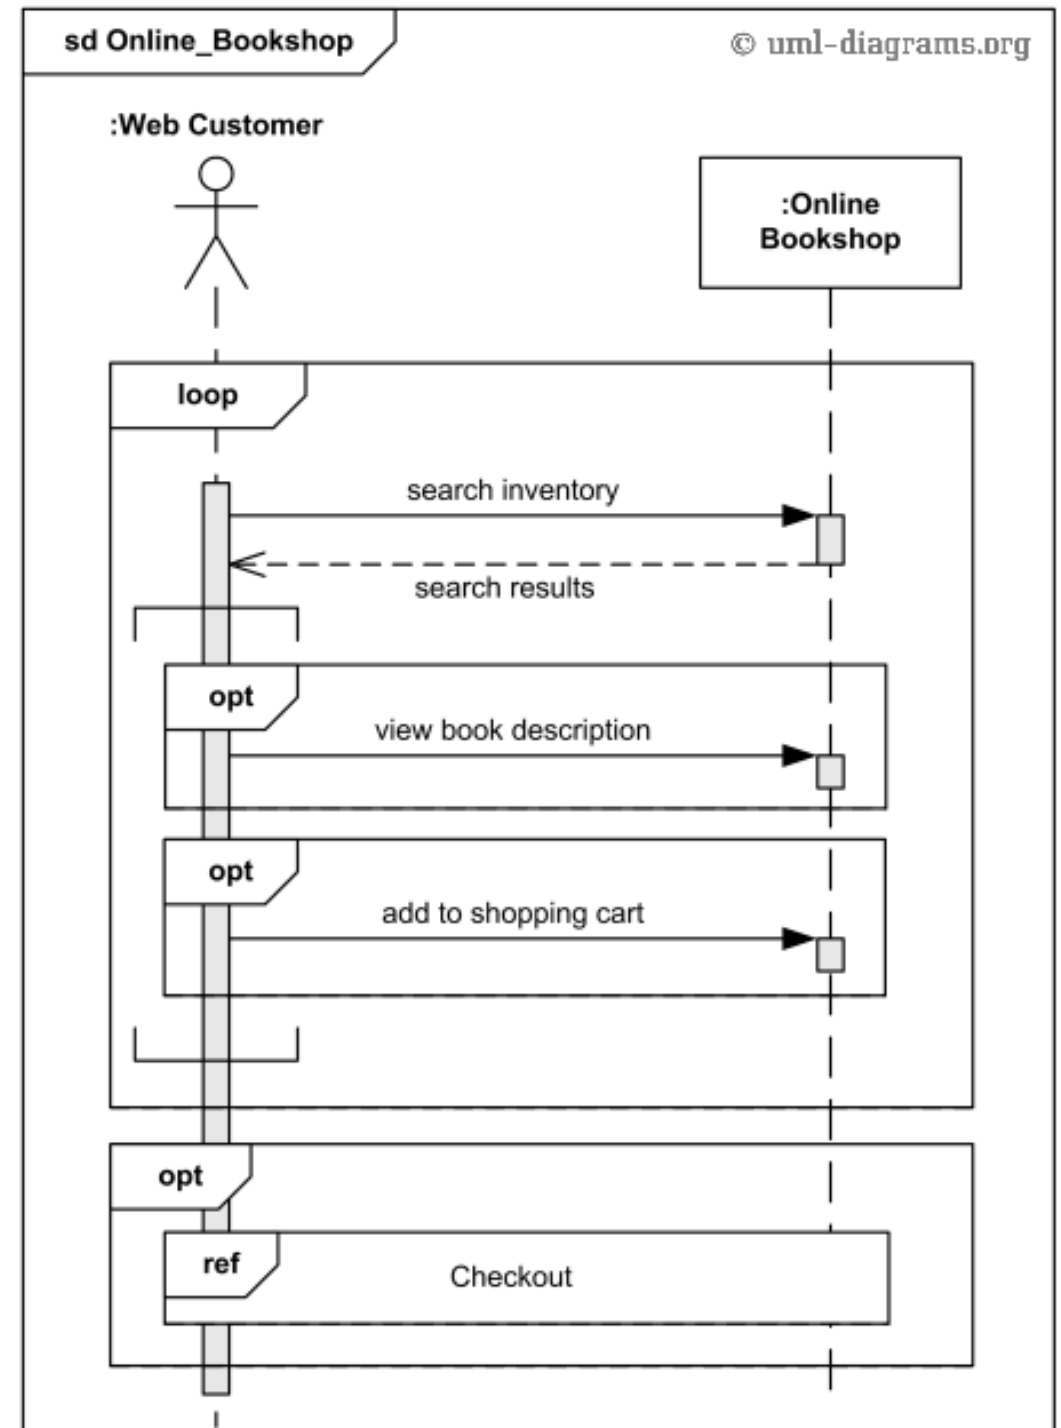 sd Online_Bookshop
© uml-diagrams.org
:Web Customer
:Online
Bookshop
loop
search inventory
search results
opt
view book description
opt
add to shopping cart
opt
ref
Checkout